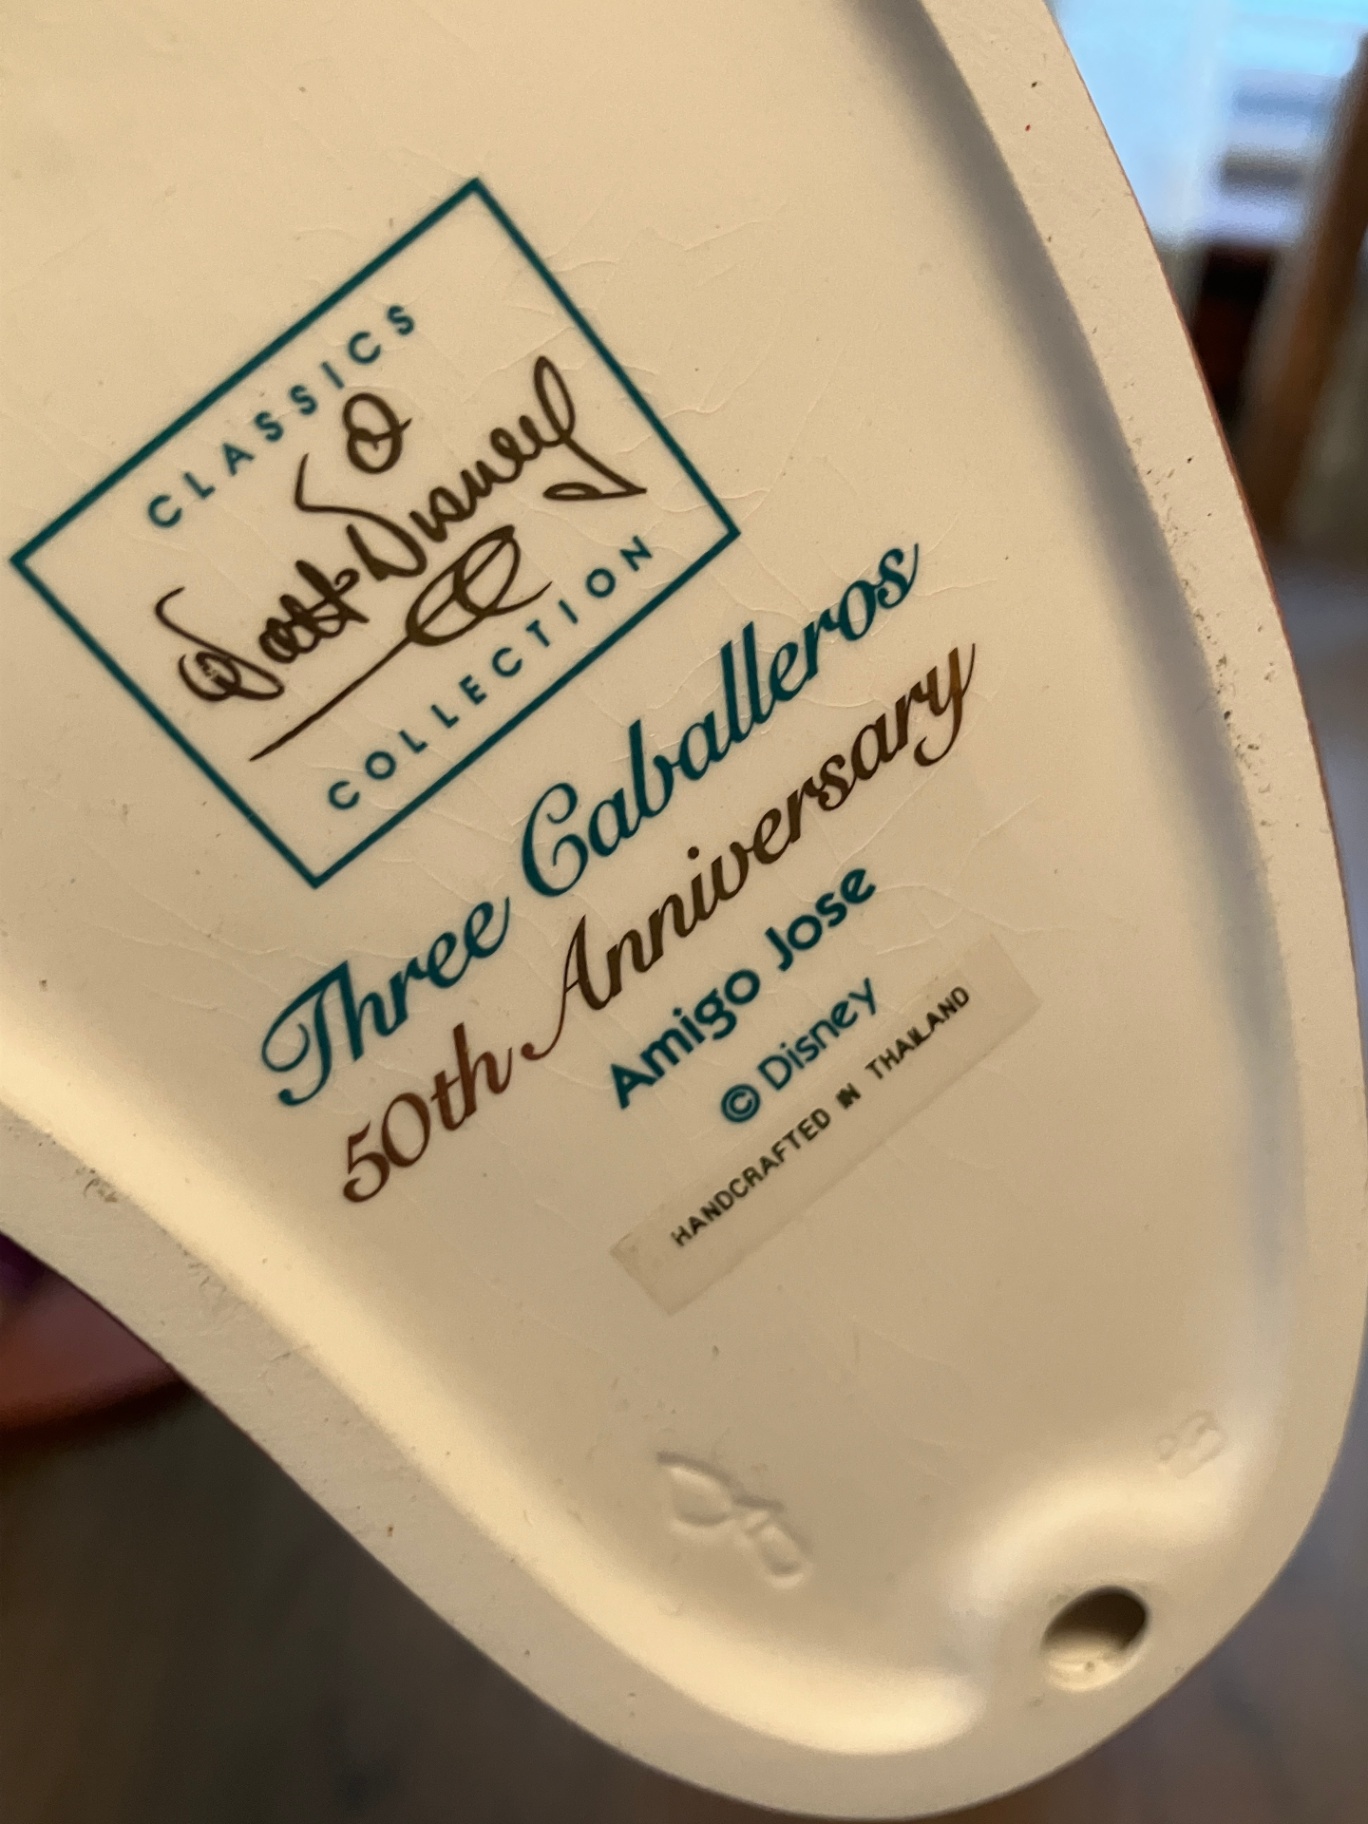 CLASSICS
Walt Disney
COLLECTION
Three Caballeros
50th Anniversary
Amigo Jose
© Disney
HANDCRAFTED IN THAILAND